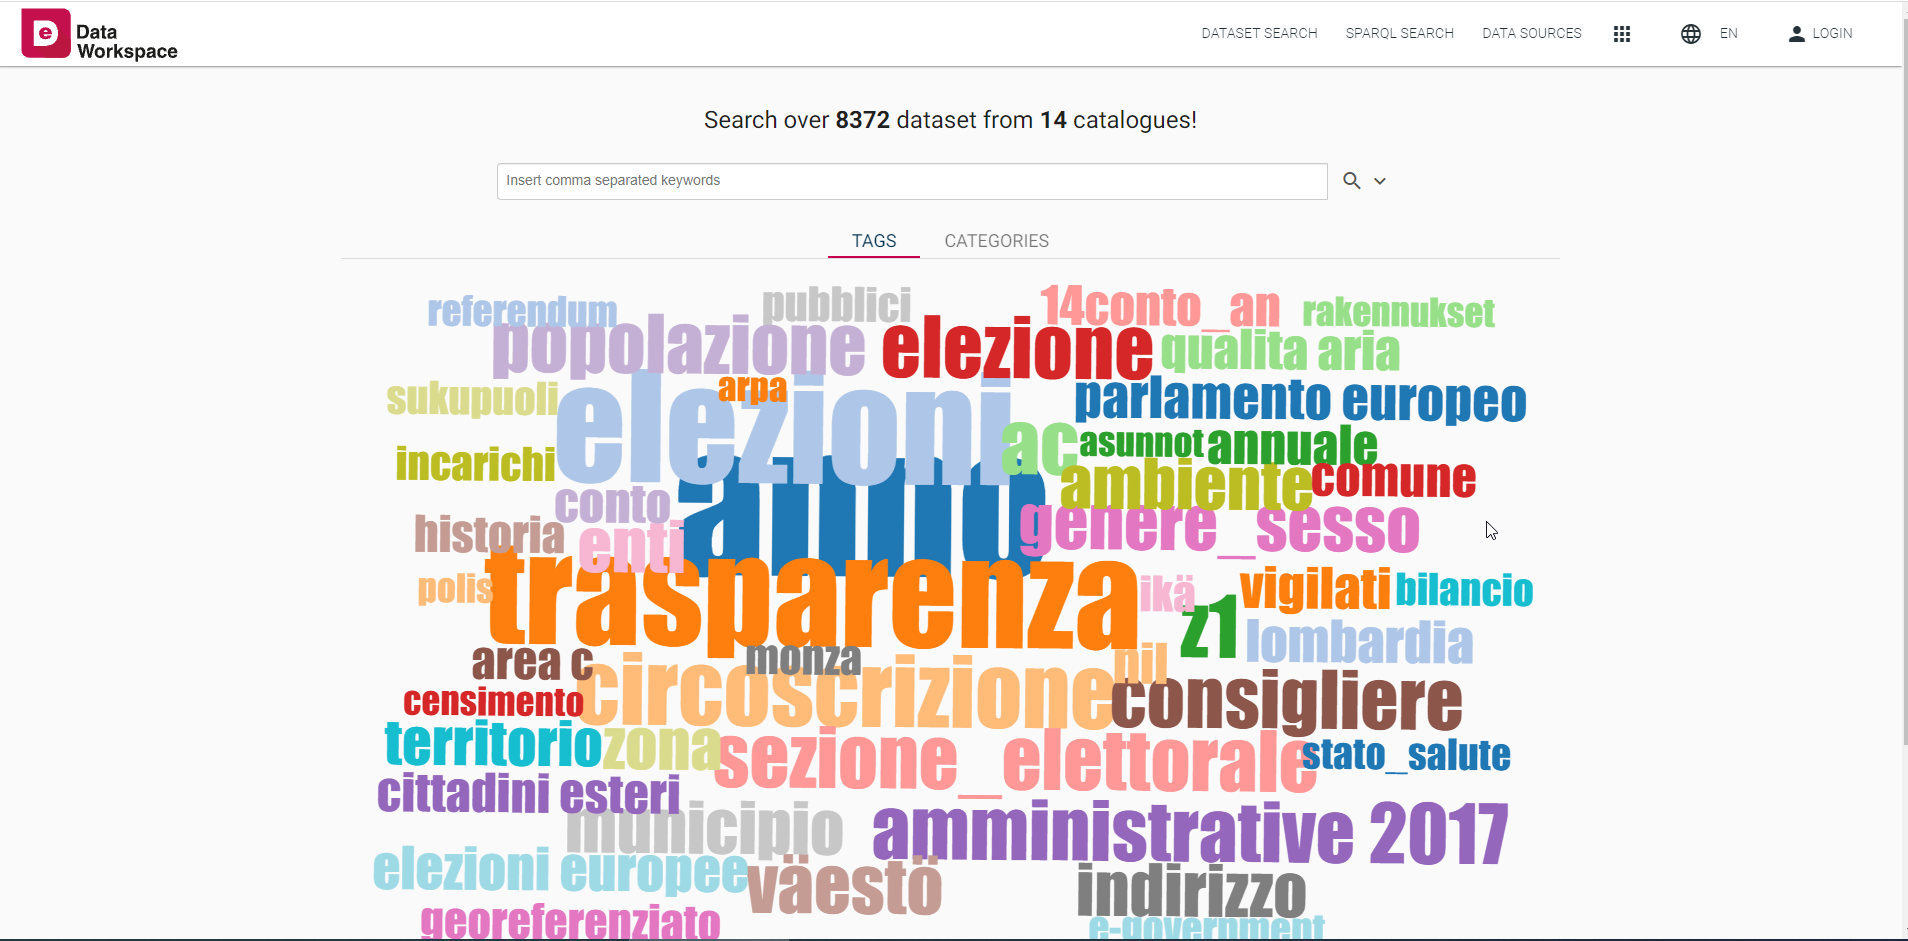 e Data
Workspace
DATASET SEARCH SPARQL SEARCH DATA SOURCES EN LOGIN
Search over 8372 dataset from 14 catalogues!
Insert comma separated keywords
TAGS CATEGORIES
referendum pubblici 14conto_an rakennukset
popolazione elezione qualita aria
sukupuoli arpa parlamento europeo
elezioni ac asunnot annuale
incarichi ambiente comune
conto anno genere_sesso
historia enti
polis trasparenza ikä z1 vigilati bilancio
area c monza lombardia
censimento circoscrizione consigliere
territorio zona sezione_elettorale stato_salute
cittadini esteri
municipio amministrative 2017
elezioni europee väestö indirizzo
georeferenziato e-government